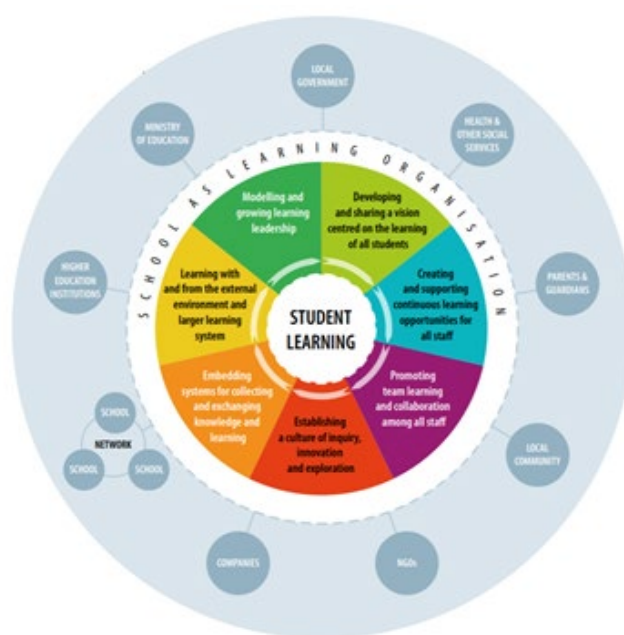 LOCAL
GOVERNMENT
MINISTRY
OF EDUCATION
HEALTH &
OTHER SOCIAL
SERVICES
SCHOOL AS LEARNING ORGANISATION
Modelling and
growing learning
leadership
Developing
and sharing a vision
centred on the learning
of all students
Learning with
and from the external
environment and
larger learning
system
Creating
and supporting
continuous learning
opportunities for
all staff
HIGHER
EDUCATION
INSTITUTIONS
PARENTS &
GUARDIANS
STUDENT
LEARNING
Embedding
systems for collecting
and exchanging
knowledge and
learning
Promoting
team learning
and collaboration
among all staff
Establishing
a culture of inquiry,
innovation
and exploration
SCHOOL
NETWORK
SCHOOL
SCHOOL
LOCAL
COMMUNITY
COMPANIES
NGOs